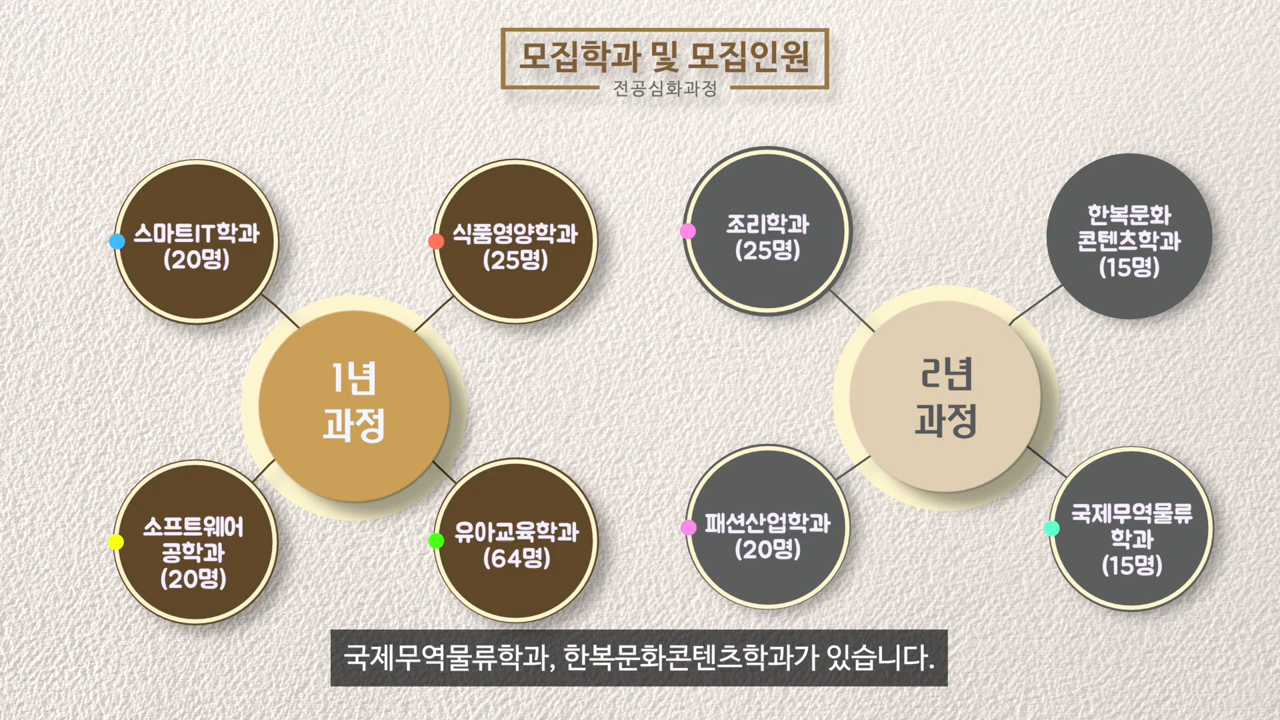 모집학과 및 모집인원
전공심화과정
스마트IT학과
(20명)
식품영양학과
(25명)
1년
과정
소프트웨어
공학과
(20명)
유아교육학과
(64명)
조리학과
(25명)
한복문화
콘텐츠학과
(15명)
2년
과정
패션산업학과
(20명)
국제무역물류
학과
(15명)
국제무역물류학과, 한복문화콘텐츠학과가 있습니다.